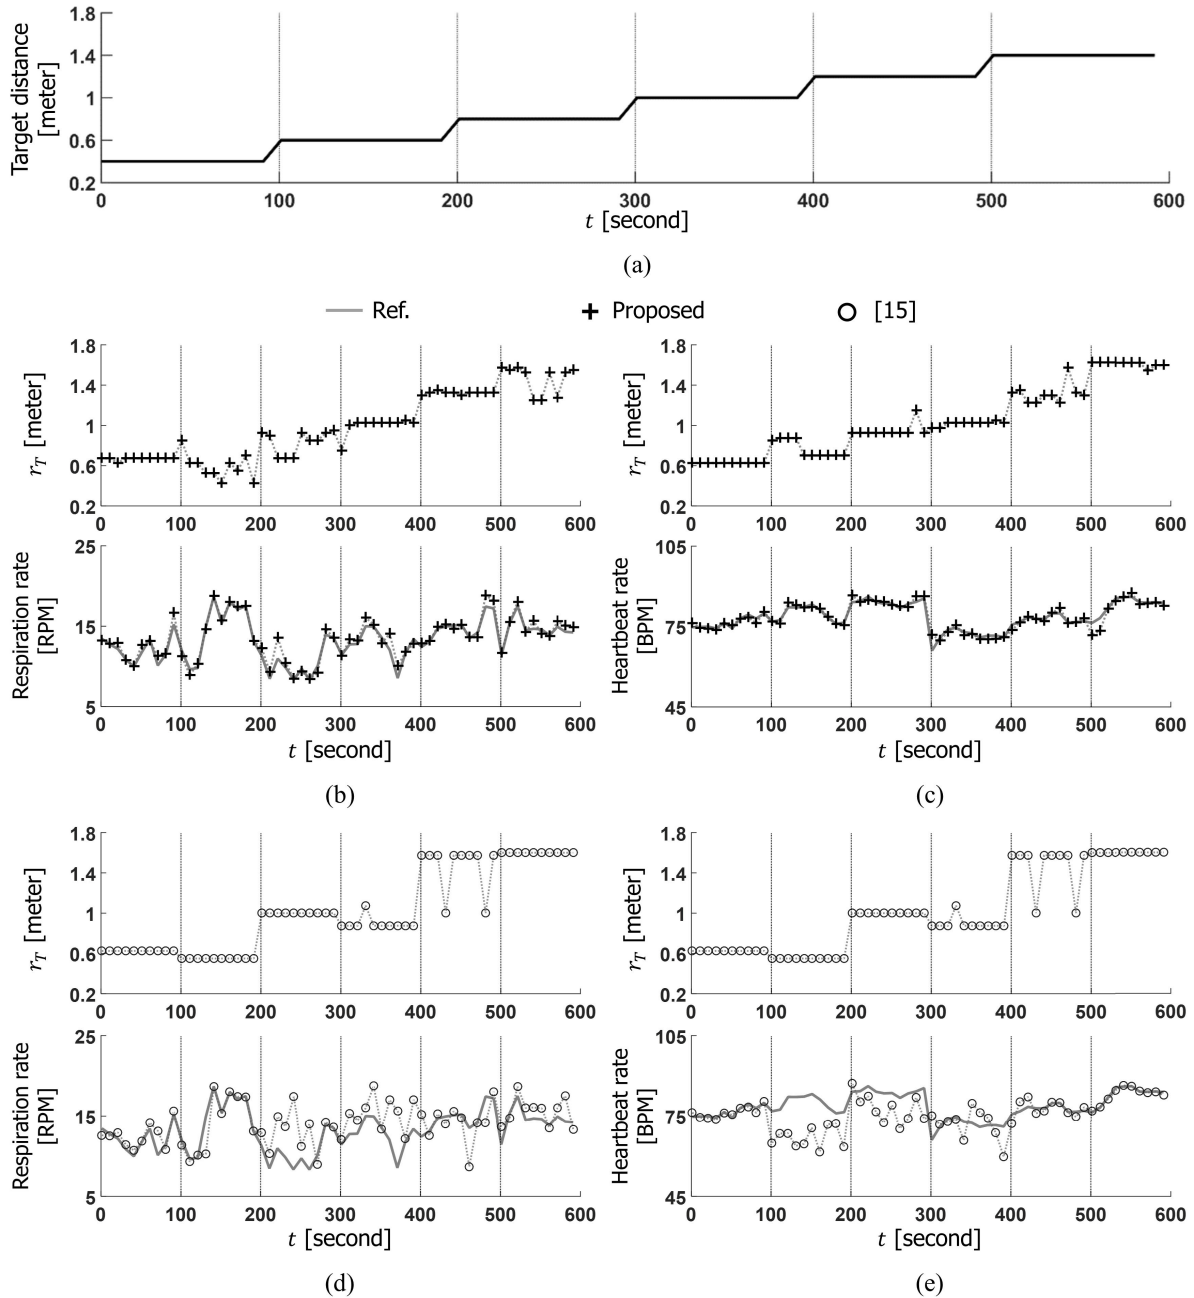 Target distance
[meter]
1.8
1.4
1
0.6
0.2
0 100 200 300 400 500 600
t [second]
(a)
Ref. Proposed [15]
r_T [meter]
1.8
1.4
1
0.6
0.2
0 100 200 300 400 500 600
r_T [meter]
1.8
1.4
1
0.6
0.2
0 100 200 300 400 500 600
Respiration rate
[RPM]
25
15
5
0 100 200 300 400 500 600
t [second]
(b)
Heartbeat rate
[BPM]
105
75
45
0 100 200 300 400 500 600
t [second]
(c)
r_T [meter]
1.8
1.4
1
0.6
0.2
0 100 200 300 400 500 600
r_T [meter]
1.8
1.4
1
0.6
0.2
0 100 200 300 400 500 600
Respiration rate
[RPM]
25
15
5
0 100 200 300 400 500 600
t [second]
(d)
Heartbeat rate
[BPM]
105
75
45
0 100 200 300 400 500 600
t [second]
(e)